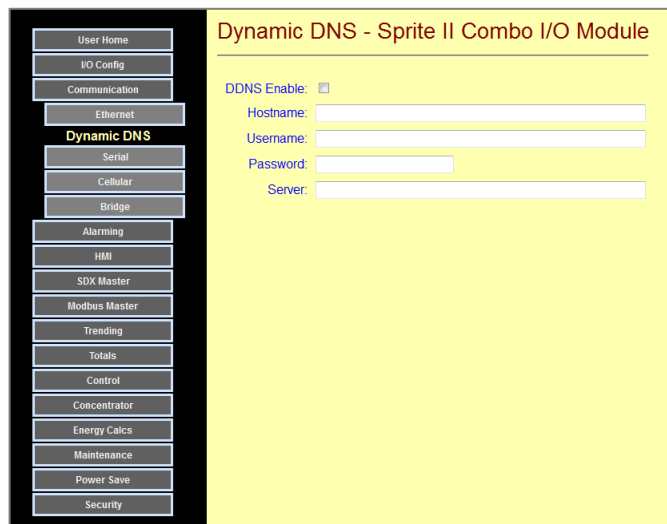 User Home
I/O Config
Communication
Ethernet
Dynamic DNS
Serial
Cellular
Bridge
Alarming
HMI
SDX Master
Modbus Master
Trending
Totals
Control
Concentrator
Energy Calcs
Maintenance
Power Save
Security
Dynamic DNS - Sprite II Combo I/O Module
DDNS Enable:
Hostname:
Username:
Password:
Server: